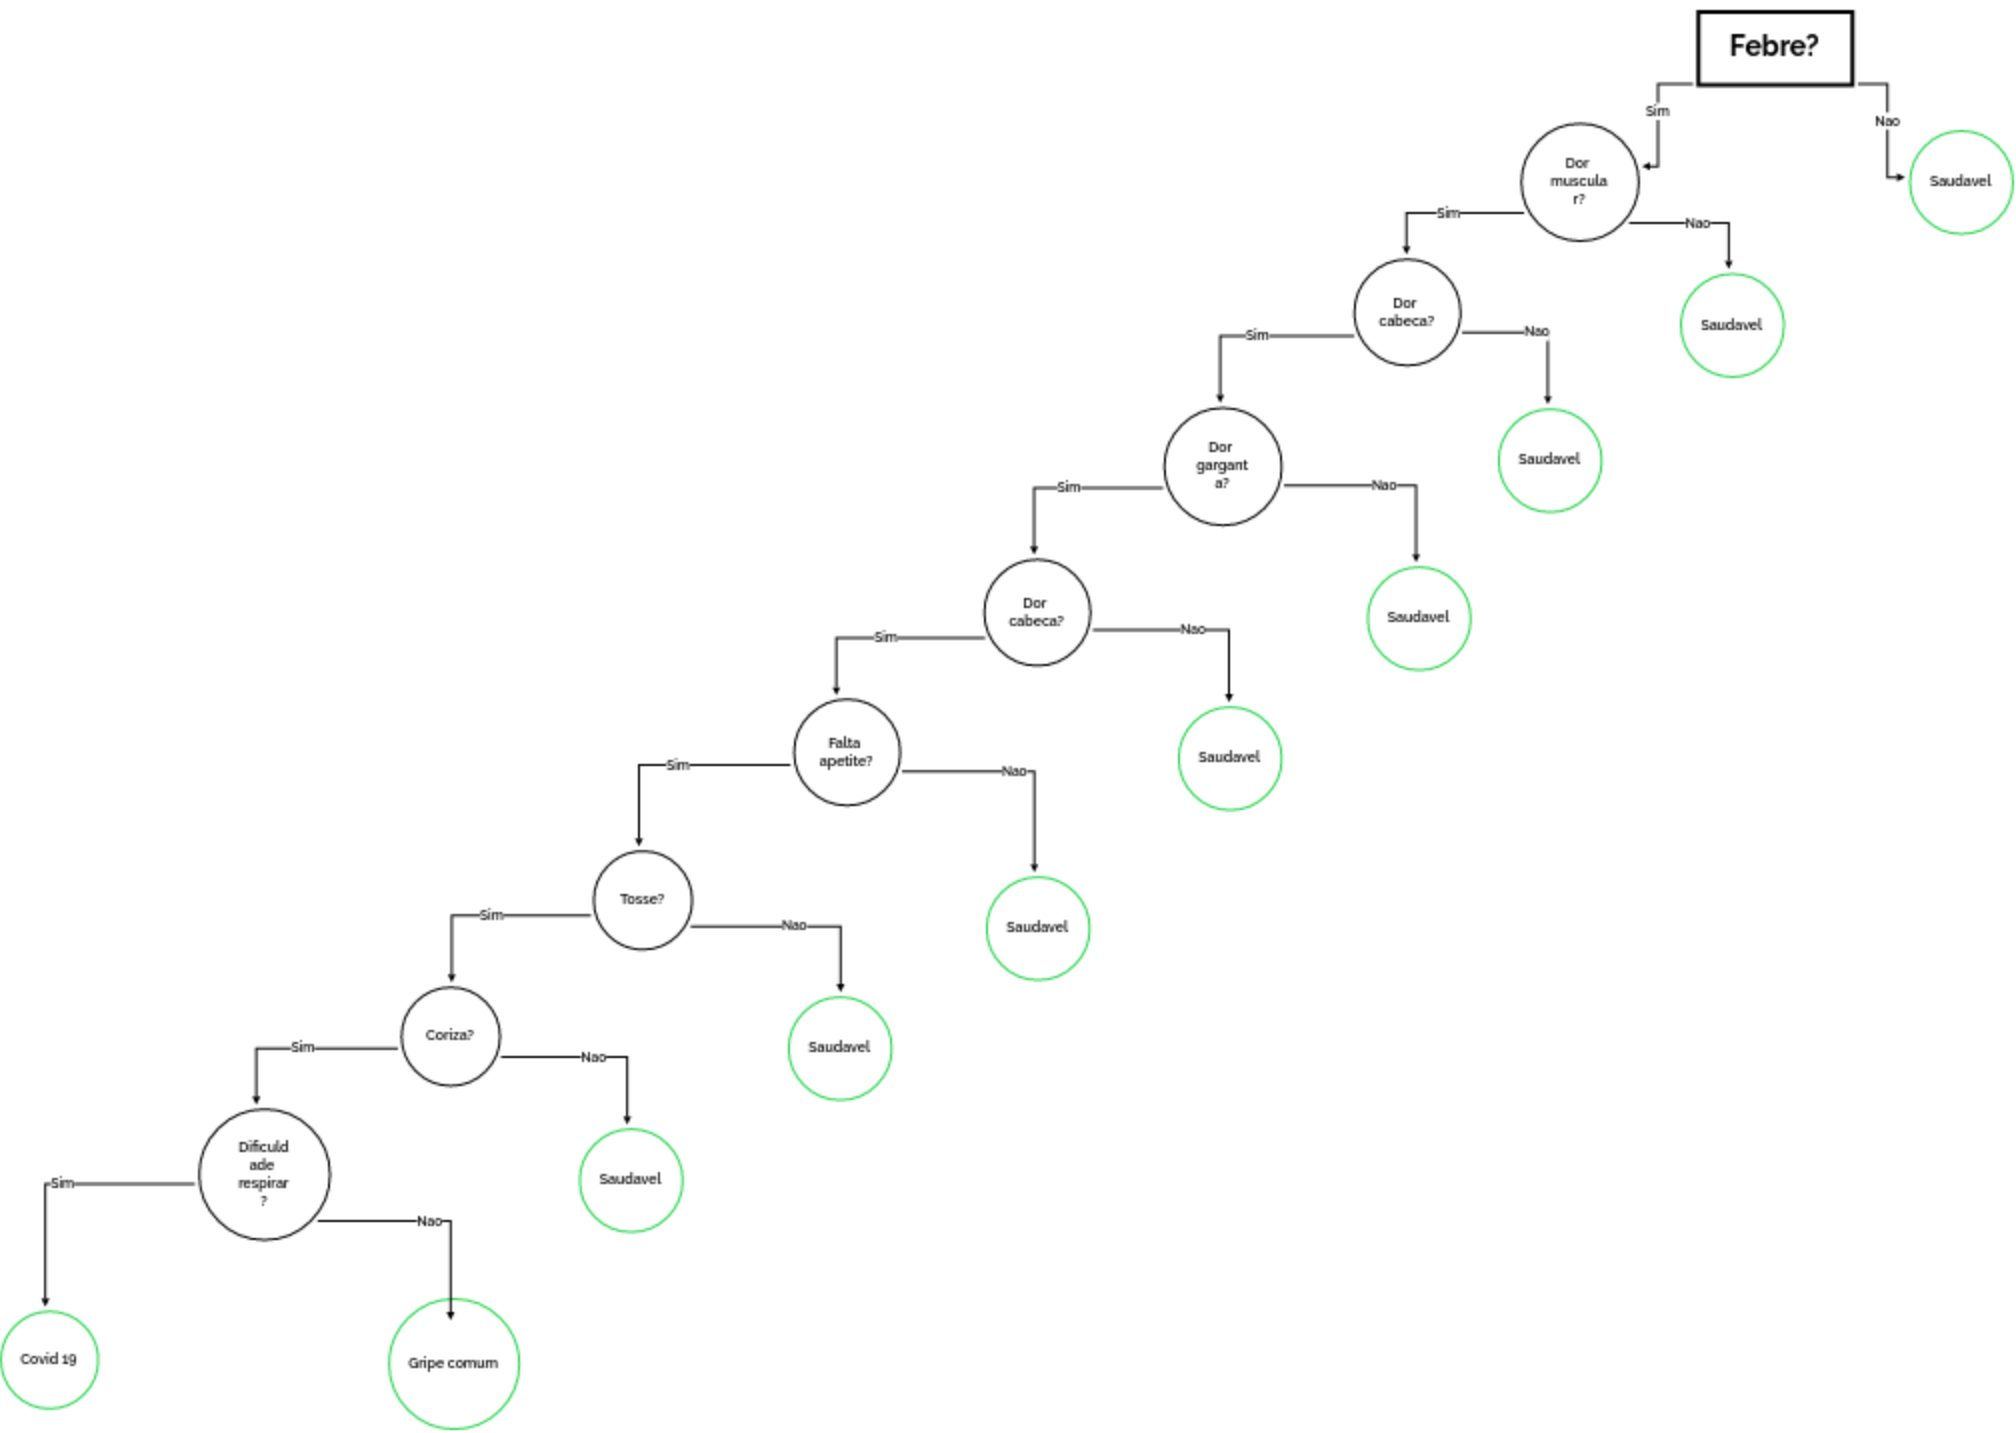 Febre?
Sim
Nao
Dor
muscula
r?
Saudavel
Sim
Nao
Dor
cabeca?
Saudavel
Sim
Nao
Dor
gargant
a?
Saudavel
Sim
Nao
Dor
cabeca?
Saudavel
Sim
Nao
Falta
apetite?
Saudavel
Sim
Nao
Tosse?
Saudavel
Sim
Nao
Coriza?
Saudavel
Sim
Nao
Dificuld
ade
respirar
?
Saudavel
Sim
Nao
Covid 19
Gripe comum